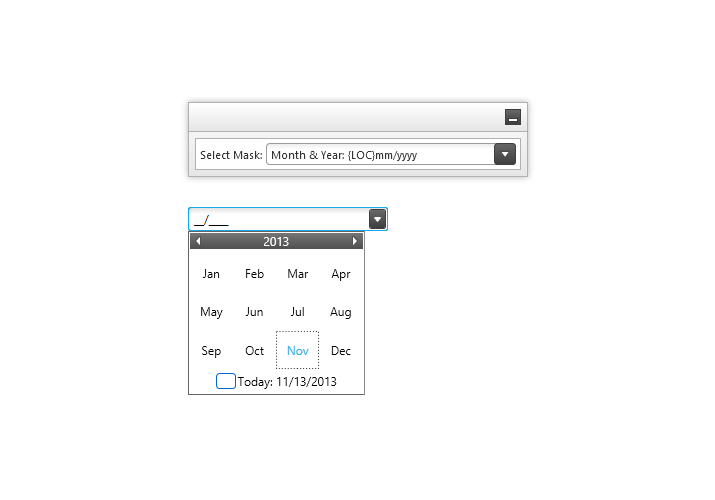 Select Mask: Month & Year: {LOC}mm/yyyy
__/____
2013
Jan Feb Mar Apr
May Jun Jul Aug
Sep Oct Nov Dec
Today: 11/13/2013